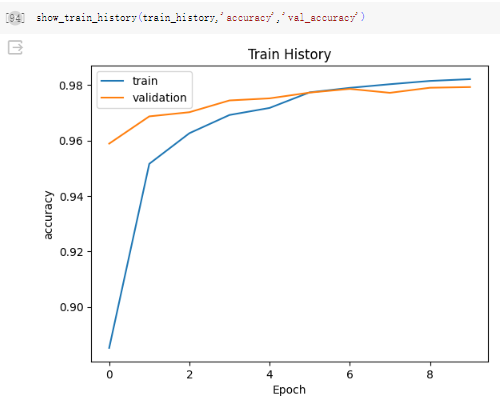 [94] show_train_history(train_history,'accuracy','val_accuracy')
Train History
train
validation
accuracy
0.98
0.96
0.94
0.92
0.90
0 2 4 6 8
Epoch